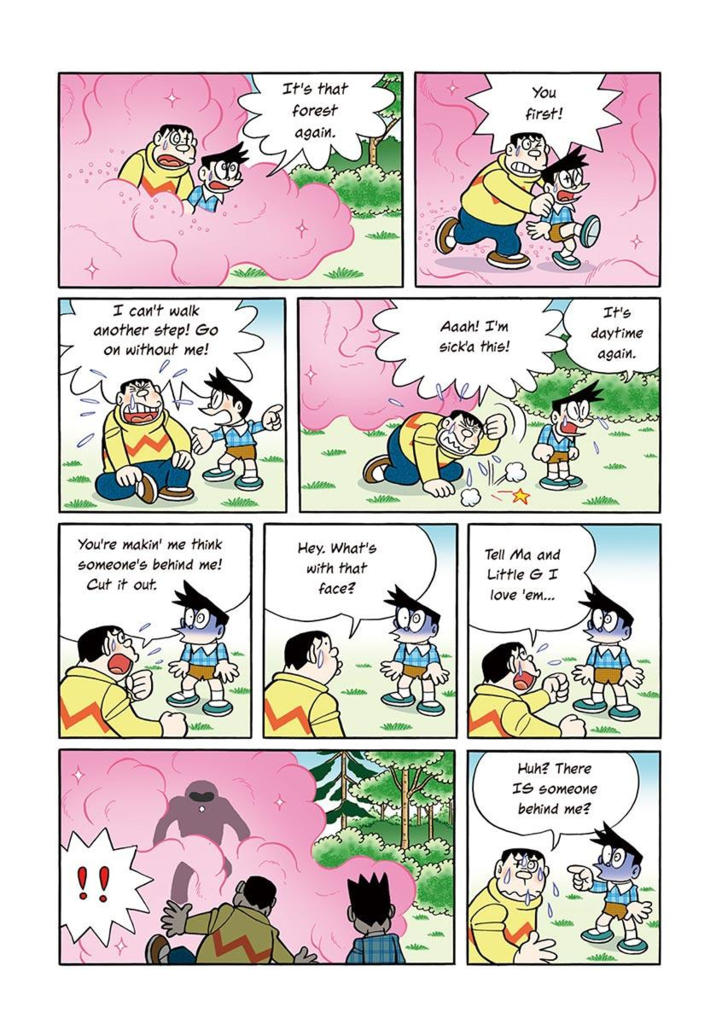 You
first!
It's that
forest
again.
It's
daytime
again.
Aaah! I'm
sick'a this!
I can't walk
another step! Go
on without me!
Tell Ma and
Little G I
love 'em...
Hey. What's
with that
face?
You're makin' me think
someone's behind me!
Cut it out.
Huh? There
IS someone
behind me?
!!